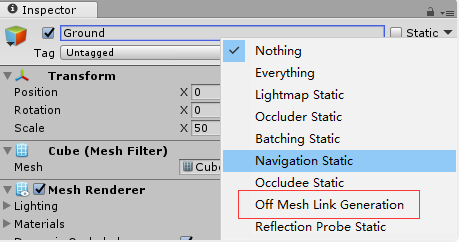 Inspector
Ground
Static
Tag Untagged
Transform
Position X 0
Rotation X 0
Scale X 50
Cube (Mesh Filter)
Mesh Cube
Mesh Renderer
Lighting
Materials
Nothing
Everything
Lightmap Static
Occluder Static
Batching Static
Navigation Static
Occludee Static
Off Mesh Link Generation
Reflection Probe Static